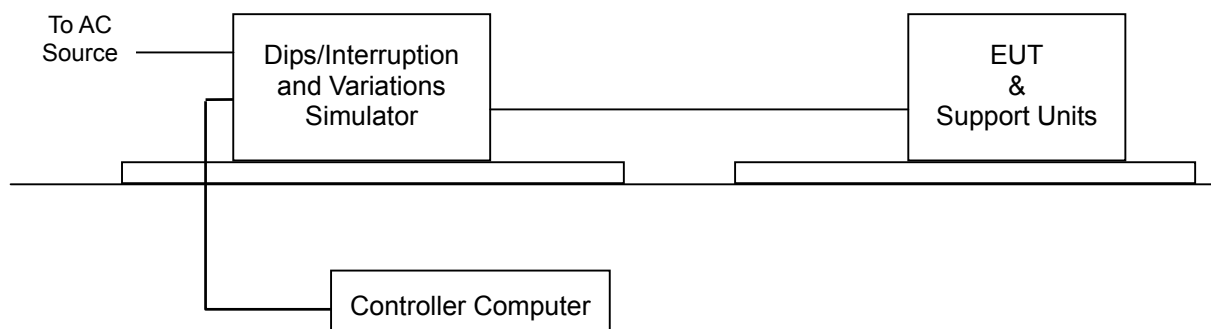 To AC
Source
Dips/Interruption
and Variations
Simulator
EUT
&
Support Units
Controller Computer